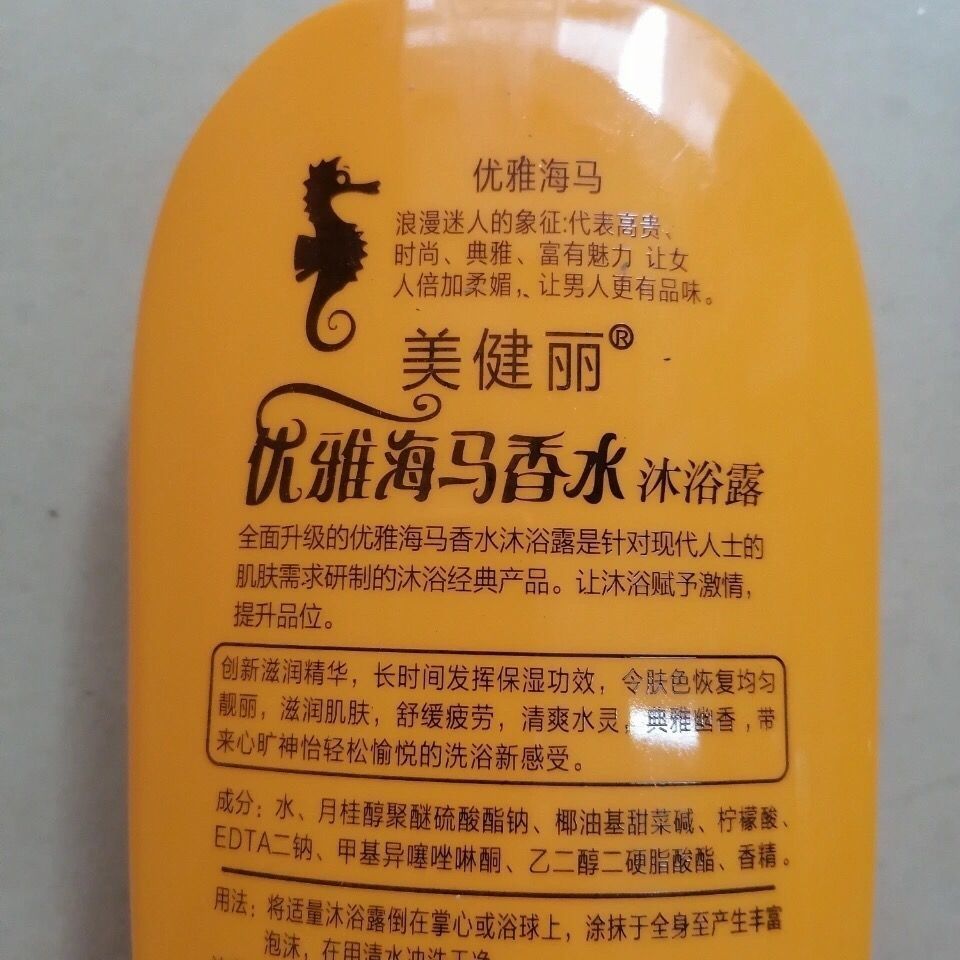 优雅海马
浪漫迷人的象征:代表高贵、
时尚、典雅、富有魅力 让女
人倍加柔媚,、让男人更有品味。
美健丽®
优雅海马香水 沐浴露
全面升级的优雅海马香水沐浴露是针对现代人士的
肌肤需求研制的沐浴经典产品。让沐浴赋予激情,
提升品位。
创新滋润精华，长时间发挥保湿功效，令肤色恢复均匀
靓丽，滋润肌肤，舒缓疲劳，清爽水灵，典雅幽香,带
来心旷神怡轻松愉悦的洗浴新感受。
成分：水、月桂醇聚醚硫酸酯钠、椰油基甜菜碱、柠檬酸、
EDTA二钠、甲基异噻唑啉酮、乙二醇二硬脂酸酯、香精。
用法：将适量沐浴露倒在掌心或浴球上，涂抹于全身至产生丰富
泡沫，在用清水冲洗干净